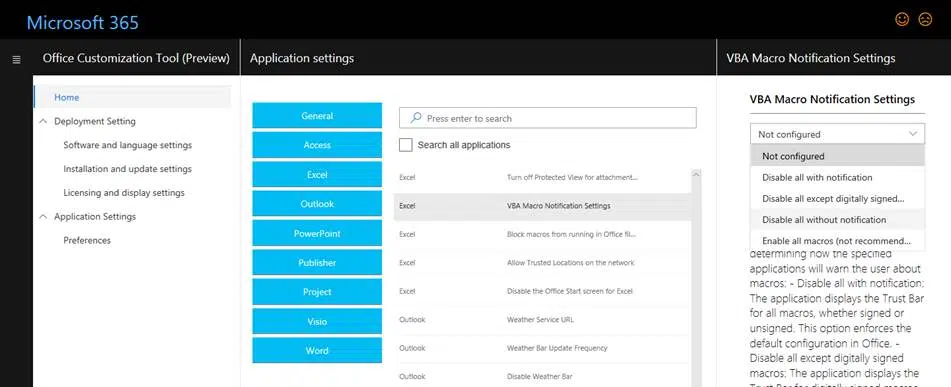 Microsoft 365
Office Customization Tool (Preview)
Application settings
VBA Macro Notification Settings
Home
Deployment Setting
Software and language settings
Installation and update settings
Licensing and display settings
Application Settings
Preferences
General
Access
Excel
Outlook
PowerPoint
Publisher
Project
Visio
Word
Press enter to search
Search all applications
Excel Turn off Protected View for attachment...
Excel VBA Macro Notification Settings
Excel Block macros from running in Office fil...
Excel Allow Trusted Locations on the network
Excel Disable the Office Start screen for Excel
Outlook Weather Service URL
Outlook Weather Bar Update Frequency
Outlook Disable Weather Bar
VBA Macro Notification Settings
Not configured
Not configured
Disable all with notification
Disable all except digitally signed...
Disable all without notification
Enable all macros (not recommend...
determining how the specified
applications will warn the user about
macros: - Disable all with notification:
The application displays the Trust Bar
for all macros, whether signed or
unsigned. This option enforces the
default configuration in Office. -
Disable all except digitally signed
macros: The application displays the
Trust Bar for digitally signed macros